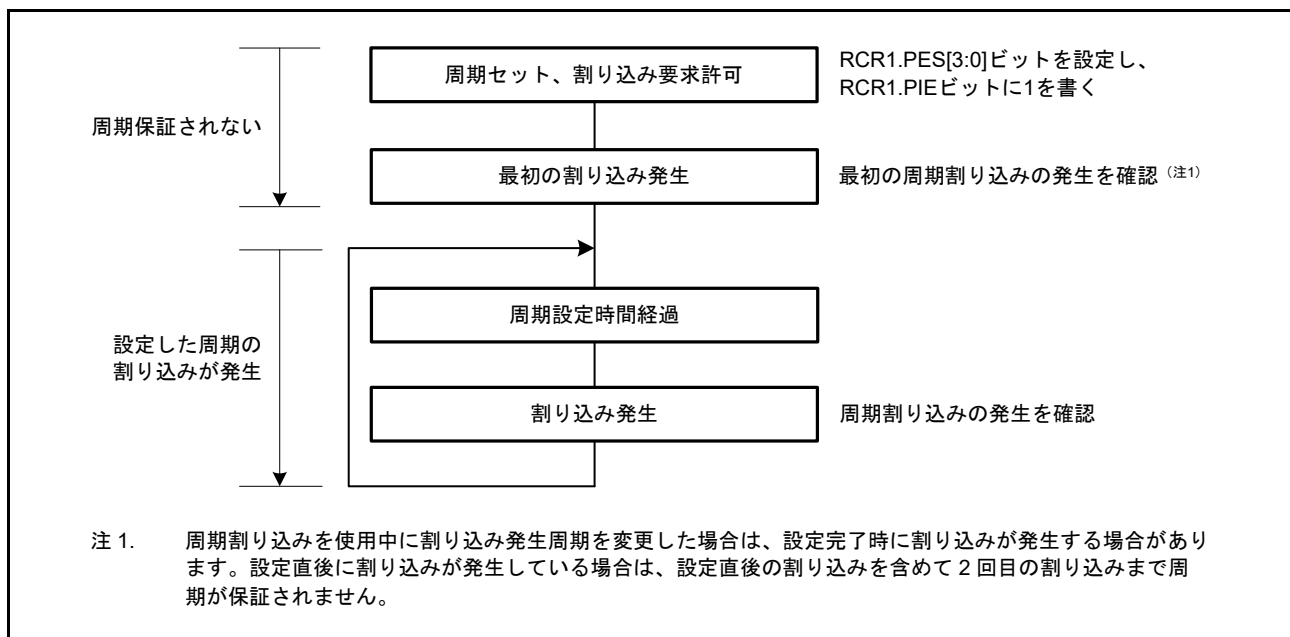 周期セット、割り込み要求許可
RCR1.PES[3:0]ビットを設定し、
RCR1.PIEビットに1を書く
周期保証されない
最初の割り込み発生
最初の周期割り込みの発生を確認（注1）
周期設定時間経過
設定した周期の
割り込みが発生
割り込み発生
周期割り込みの発生を確認
注 1. 周期割り込みを使用中に割り込み発生周期を変更した場合は、設定完了時に割り込みが発生する場合があり
ます。設定直後に割り込みが発生している場合は、設定直後の割り込みを含めて 2 回目の割り込みまで周
期が保証されません。